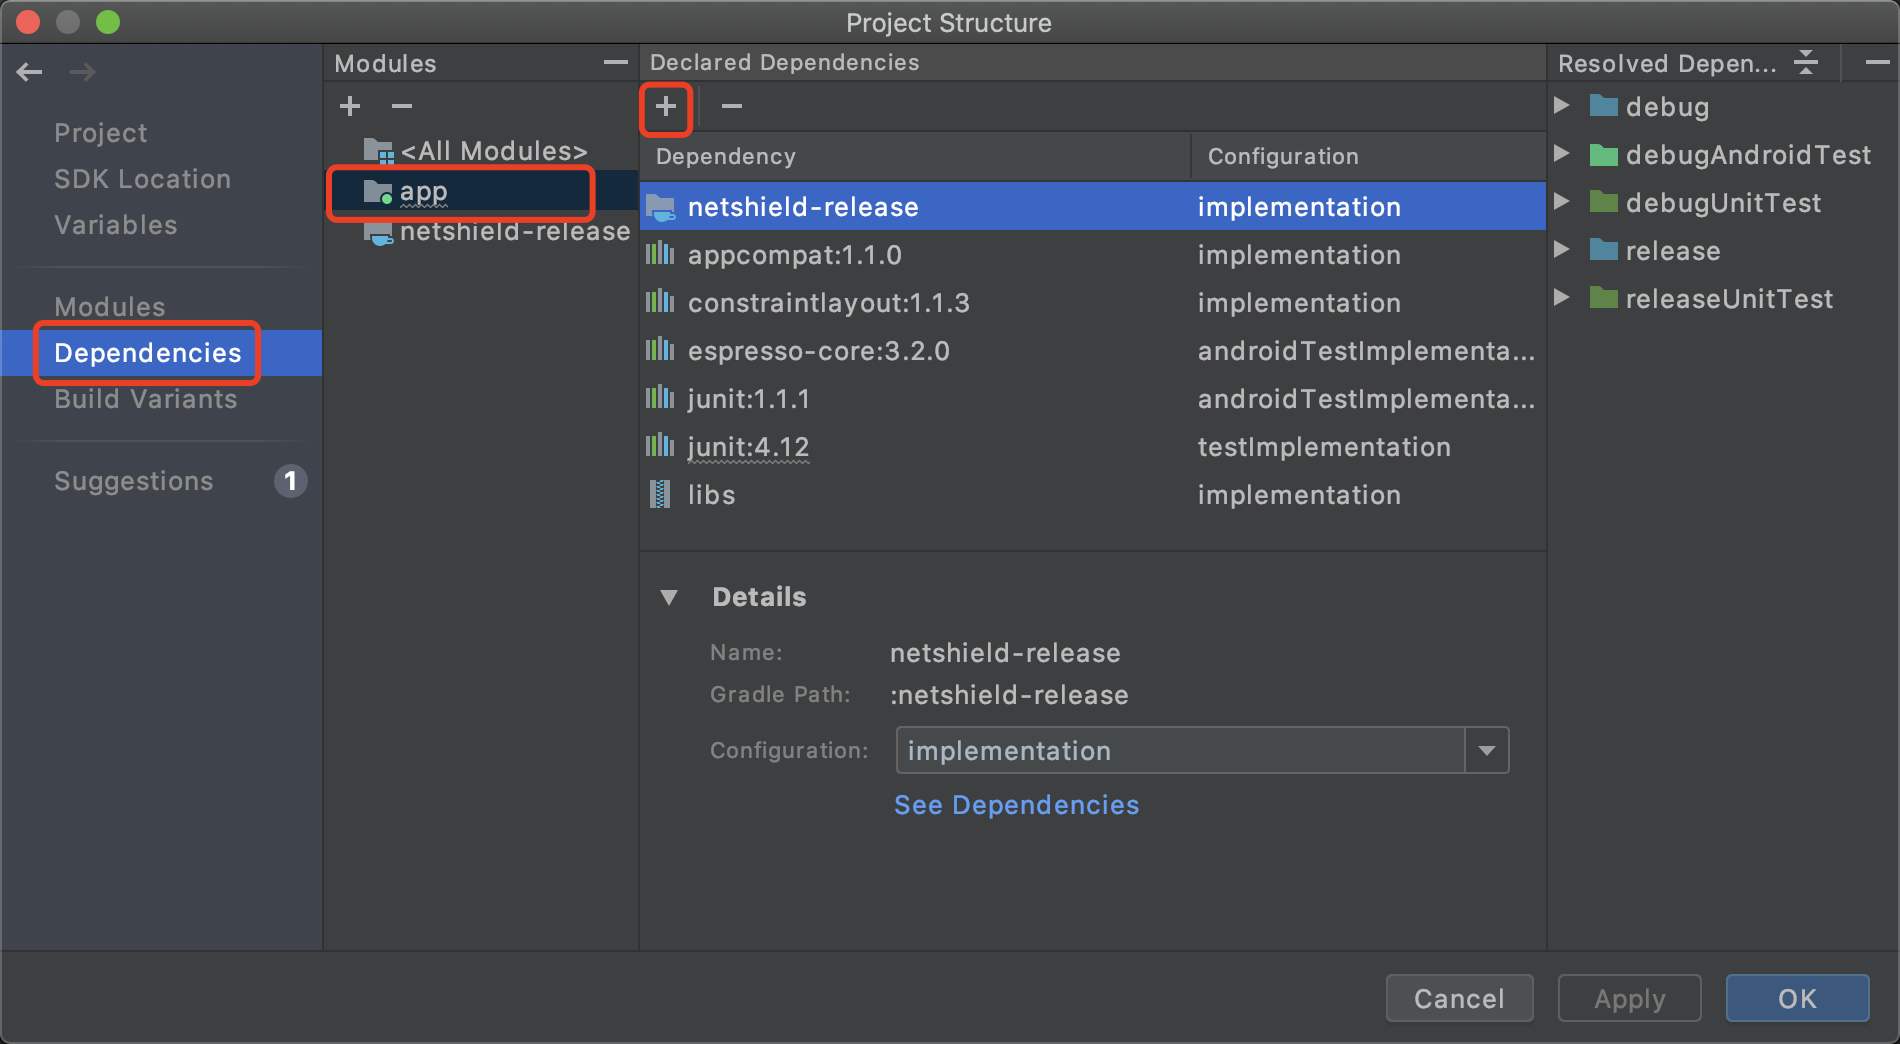 Project Structure
Modules
Declared Dependencies
Resolved Depen...
Project
SDK Location
Variables
Modules
Dependencies
Build Variants
Suggestions
1
<All Modules>
app
netshield-release
Dependency Configuration
netshield-release implementation
appcompat:1.1.0 implementation
constraintlayout:1.1.3 implementation
espresso-core:3.2.0 androidTestImplementa...
junit:1.1.1 androidTestImplementa...
junit:4.12 testImplementation
libs implementation
Details
Name: netshield-release
Gradle Path: :netshield-release
Configuration: implementation
See Dependencies
debug
debugAndroidTest
debugUnitTest
release
releaseUnitTest
Cancel
Apply
OK